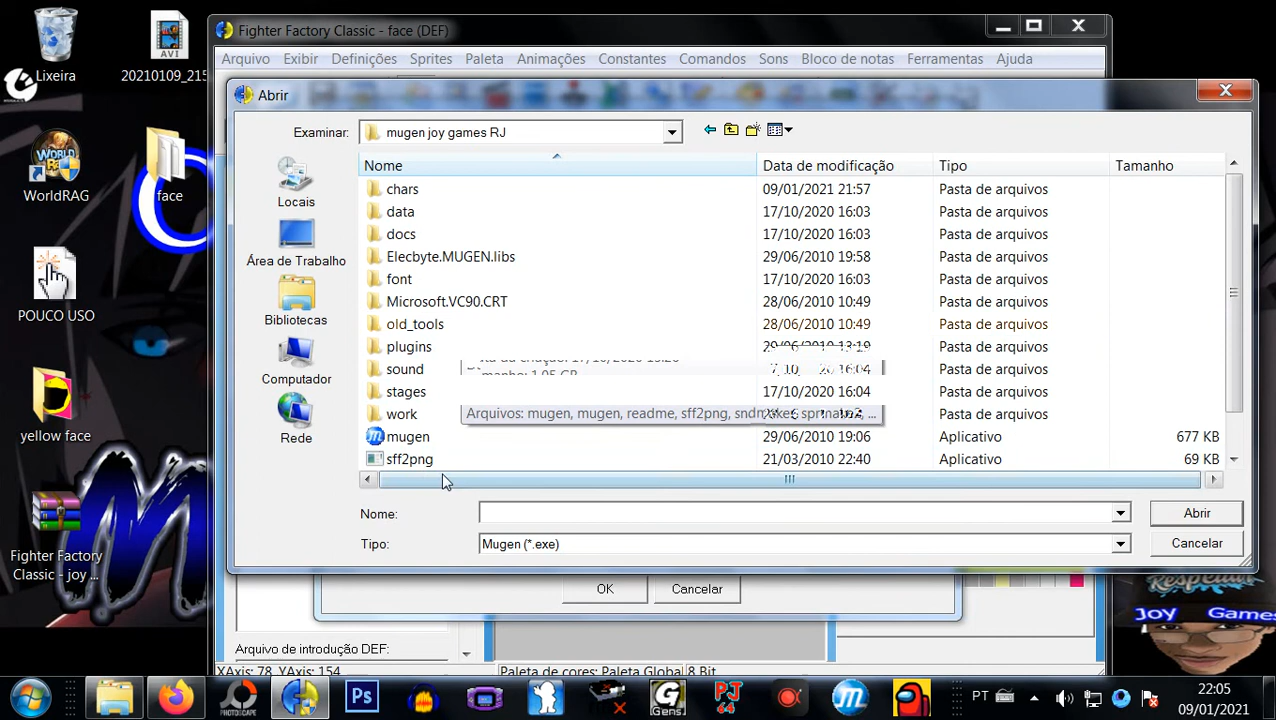 Fighter Factory Classic - face (DEF)
Arquivo Exibir Definições Sprites Paleta Animações Constantes Comandos Sons Bloco de notas Ferramentas Ajuda
Abrir
Examinar: mugen joy games RJ
Nome Data de modificação Tipo Tamanho
chars 09/01/2021 21:57 Pasta de arquivos
data 17/10/2020 16:03 Pasta de arquivos
docs 17/10/2020 16:03 Pasta de arquivos
Elecbyte.MUGEN.libs 29/06/2010 19:58 Pasta de arquivos
font 17/10/2020 16:03 Pasta de arquivos
Microsoft.VC90.CRT 28/06/2010 10:49 Pasta de arquivos
old_tools 28/06/2010 10:49 Pasta de arquivos
plugins 29/06/2010 13:19 Pasta de arquivos
sound Pasta de arquivos
stages 17/10/2020 16:04 Pasta de arquivos
work Pasta de arquivos
Arquivos: mugen, mugen, readme, sff2png,
mugen 29/06/2010 19:06 Aplicativo 677 KB
sff2png 21/03/2010 22:40 Aplicativo 69 KB
Locais
Área de Trabalho
Bibliotecas
Computador
Rede
Nome:
Abrir
Tipo: Mugen (*.exe)
Cancelar
OK Cancelar
Arquivo de introdução DEF:
XAxis: 78, YAxis: 154 Paleta de cores: Paleta Global 8 Bit
Lixeira
AVI
20210109_215
WorldRAG
face
POUCO USO
yellow face
Fighter Factory
Classic - joy ...
Joy Games
Ps
PT
22:05
09/01/2021